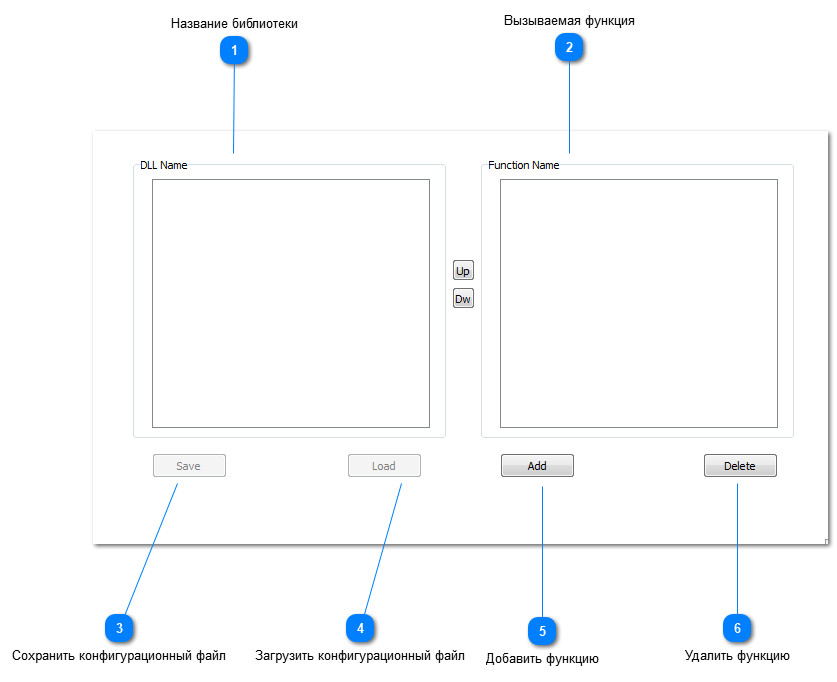 Название библиотеки
1
Вызываемая функция
2
DLL Name
Function Name
Up
Dw
Save
Load
Add
Delete
3
Сохранить конфигурационный файл
4
Загрузить конфигурационный файл
5
Добавить функцию
6
Удалить функцию